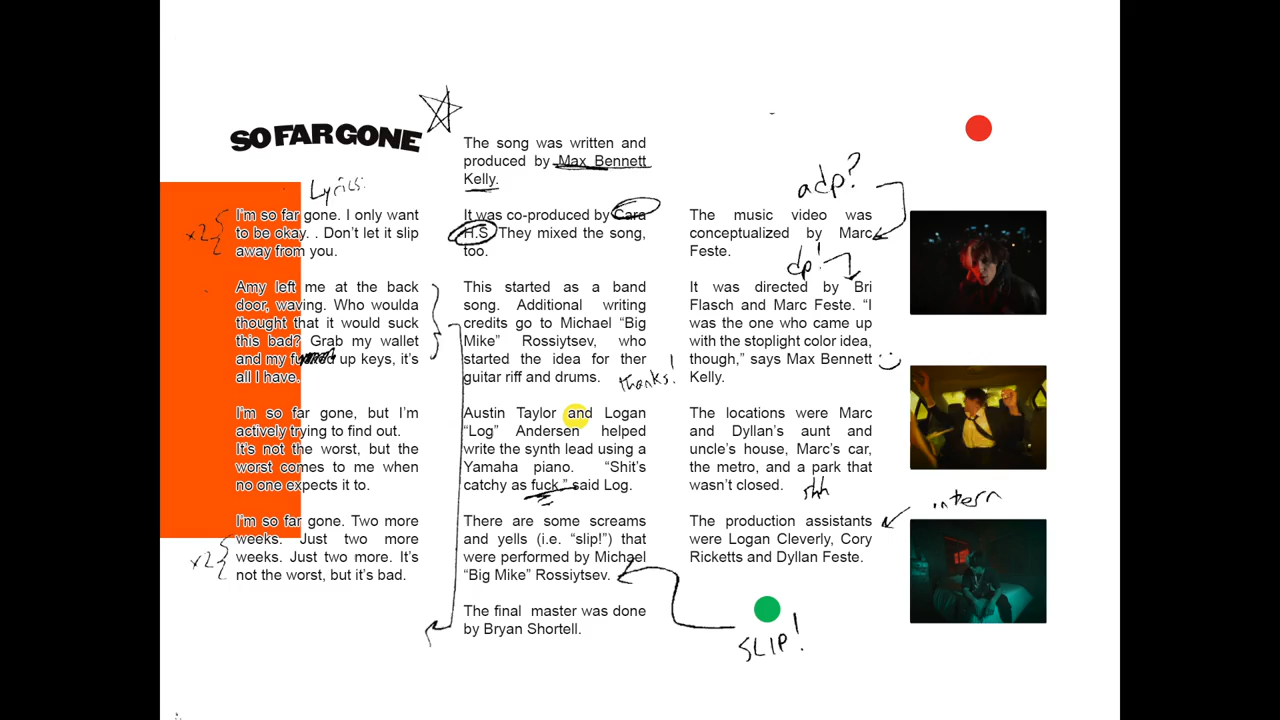 SO FAR GONE
Lyrics:
x2
I'm so far gone. I only want
to be okay. . Don't let it slip
away from you.
Amy left me at the back
door, waving. Who woulda
thought that it would suck
this bad? Grab my wallet
and my up keys, it's
all I have.
I'm so far gone, but I'm
actively trying to find out.
It's not the worst, but the
worst comes to me when
no one expects it to.
x2
I'm so far gone. Two more
weeks. Just two more
weeks. Just two more. It's
not the worst, but it's bad.
The song was written and
produced by Max Bennett
Kelly.
It was co-produced by Cara
H.S. They mixed the song,
too.
This started as a band
song. Additional writing
credits go to Michael “Big
Mike” Rossiytsev, who
started the idea for ther
guitar riff and drums.
thanks!
Austin Taylor and Logan
“Log” Andersen helped
write the synth lead using a
Yamaha piano. “Shit's
catchy as fuck,” said Log.
There are some screams
and yells (i.e. “slip!”) that
were performed by Michael
“Big Mike” Rossiytsev.
The final master was done
by Bryan Shortell.
SLIP!
adp?
The music video was
conceptualized by Marc
Feste.
dp!
It was directed by Bri
Flasch and Marc Feste. “I
was the one who came up
with the stoplight color idea,
though,” says Max Bennett
Kelly.
The locations were Marc
and Dyllan's aunt and
uncle's house, Marc's car,
the metro, and a park that
wasn't closed.
shh
intern
The production assistants
were Logan Cleverly, Cory
Ricketts and Dyllan Feste.